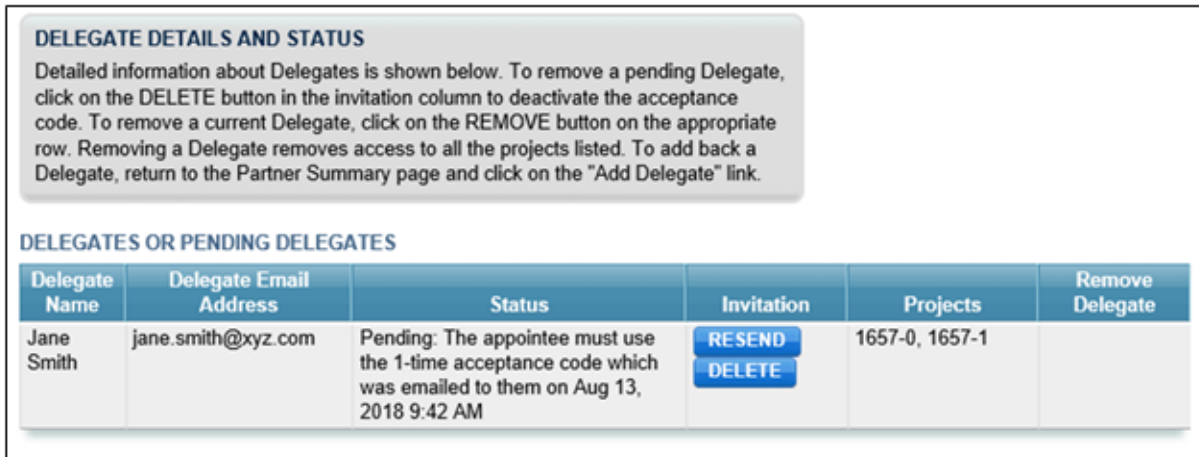 DELEGATE DETAILS AND STATUS
Detailed information about Delegates is shown below. To remove a pending Delegate,
click on the DELETE button in the invitation column to deactivate the acceptance
code. To remove a current Delegate, click on the REMOVE button on the appropriate
row. Removing a Delegate removes access to all the projects listed. To add back a
Delegate, return to the Partner Summary page and click on the "Add Delegate" link.
DELEGATES OR PENDING DELEGATES
Delegate
Name
Delegate Email
Address
Status
Invitation
Projects
Remove
Delegate
Jane
Smith
jane.smith@xyz.com
Pending: The appointee must use
the 1-time acceptance code which
was emailed to them on Aug 13,
2018 9:42 AM
RESEND
DELETE
1657-0, 1657-1